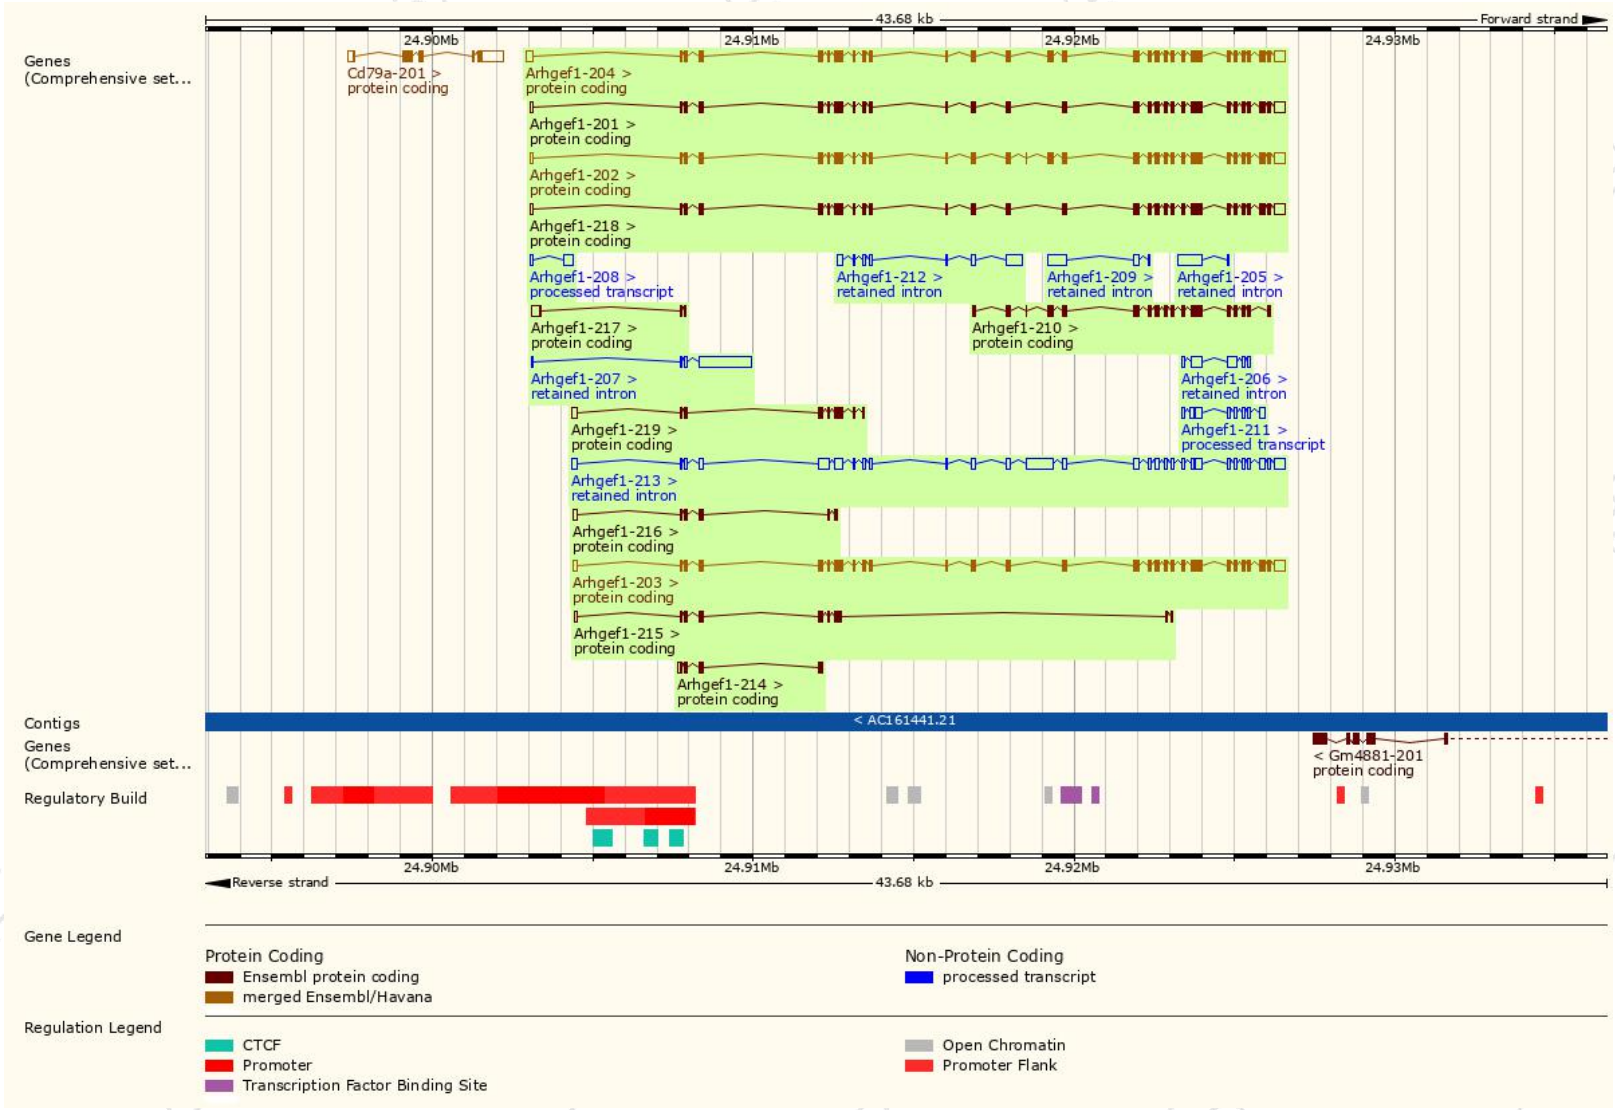 43.68 kb
Forward strand
24.90Mb 24.91Mb 24.92Mb 24.93Mb
Genes
(Comprehensive set...
Cd79a-201 >
protein coding
Arhgef1-204 >
protein coding
Arhgef1-201 >
protein coding
Arhgef1-202 >
protein coding
Arhgef1-218 >
protein coding
Arhgef1-208 >
processed transcript
Arhgef1-212 >
retained intron
Arhgef1-209 >
retained intron
Arhgef1-205 >
retained intron
Arhgef1-217 >
protein coding
Arhgef1-210 >
protein coding
Arhgef1-207 >
retained intron
Arhgef1-206 >
retained intron
Arhgef1-219 >
protein coding
Arhgef1-211 >
processed transcript
Arhgef1-213 >
retained intron
Arhgef1-216 >
protein coding
Arhgef1-203 >
protein coding
Arhgef1-215 >
protein coding
Arhgef1-214 >
protein coding
Contigs
< AC161441.21
Genes
(Comprehensive set...
< Gm4881-201
protein coding
Regulatory Build
24.90Mb 24.91Mb 24.92Mb 24.93Mb
Reverse strand
43.68 kb
Gene Legend
Protein Coding
Ensembl protein coding
merged Ensembl/Havana
Non-Protein Coding
processed transcript
Regulation Legend
CTCF
Promoter
Transcription Factor Binding Site
Open Chromatin
Promoter Flank